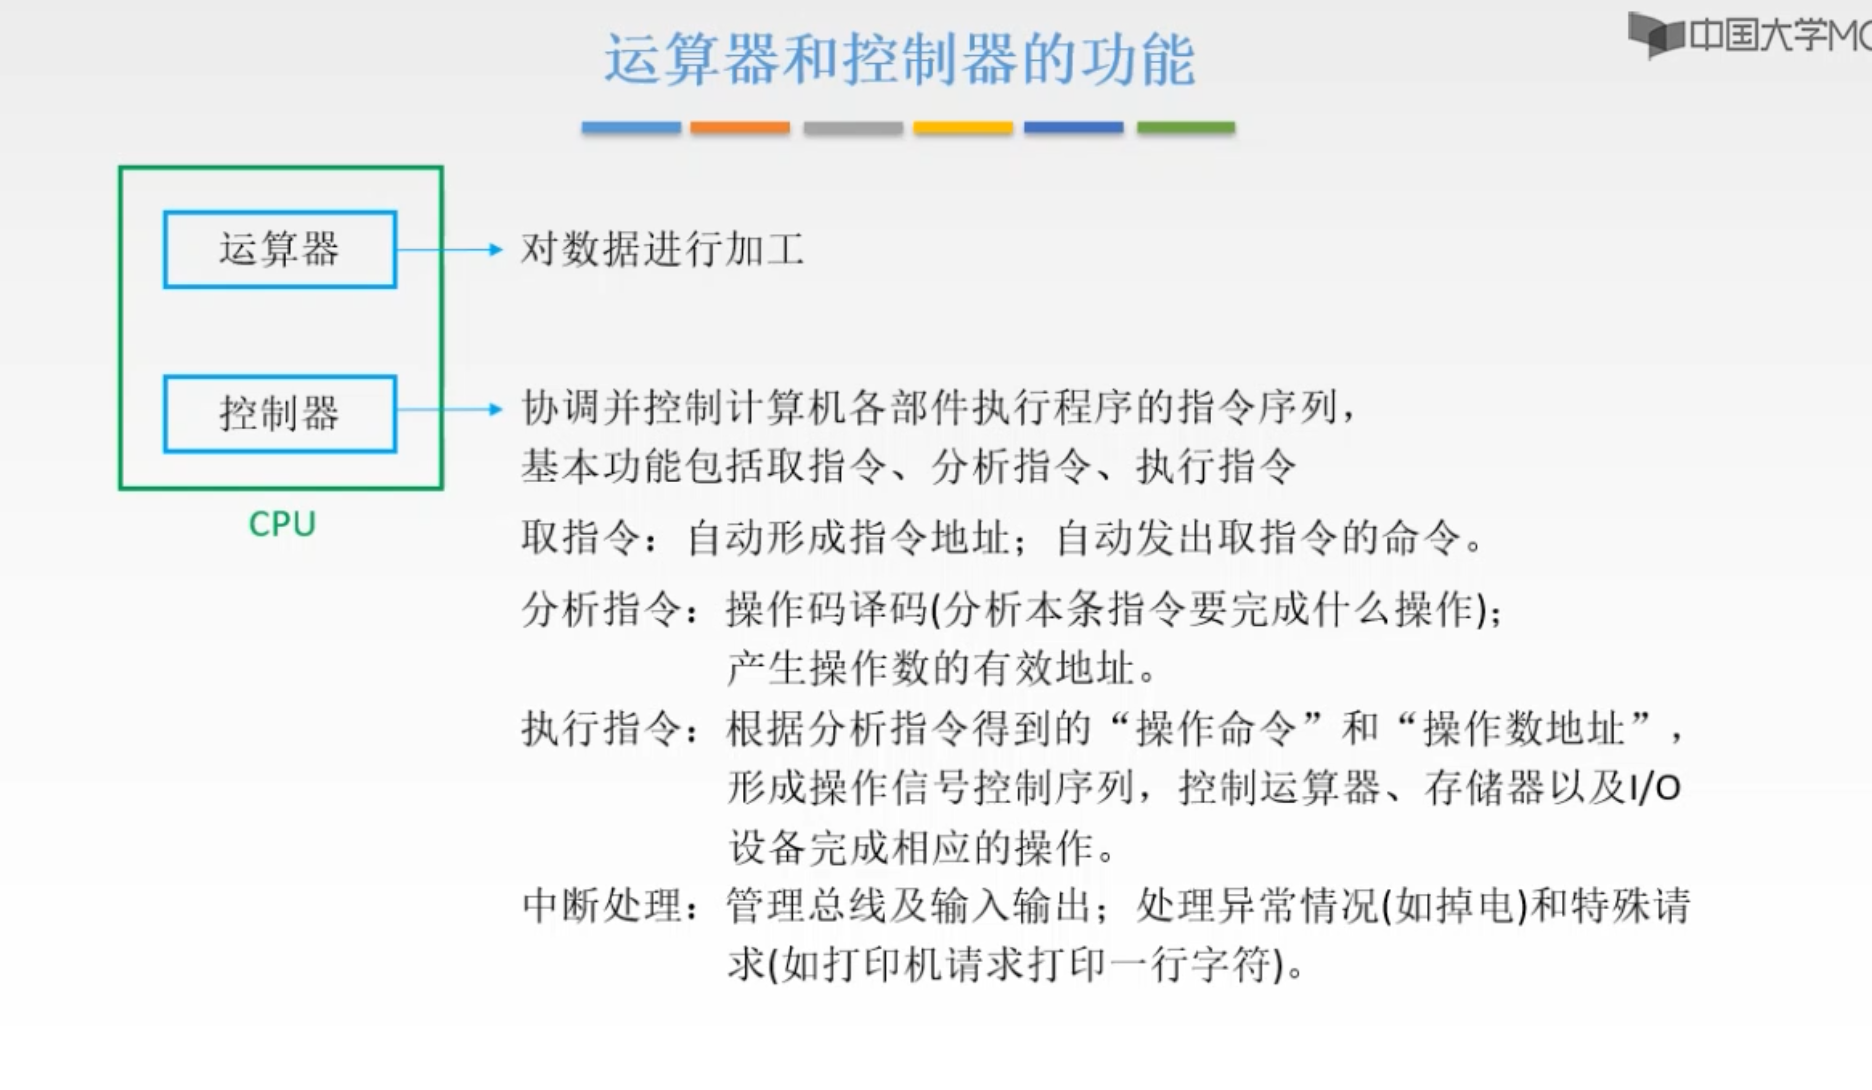 中国大学MO
运算器和控制器的功能
运算器
对数据进行加工
控制器
协调并控制计算机各部件执行程序的指令序列，
基本功能包括取指令、分析指令、执行指令
CPU
取指令：自动形成指令地址；自动发出取指令的命令。
分析指令：操作码译码(分析本条指令要完成什么操作)；
产生操作数的有效地址。
执行指令：根据分析指令得到的“操作命令”和“操作数地址”，
形成操作信号控制序列，控制运算器、存储器以及I/O
设备完成相应的操作。
中断处理：管理总线及输入输出；处理异常情况(如掉电)和特殊请
求(如打印机请求打印一行字符)。